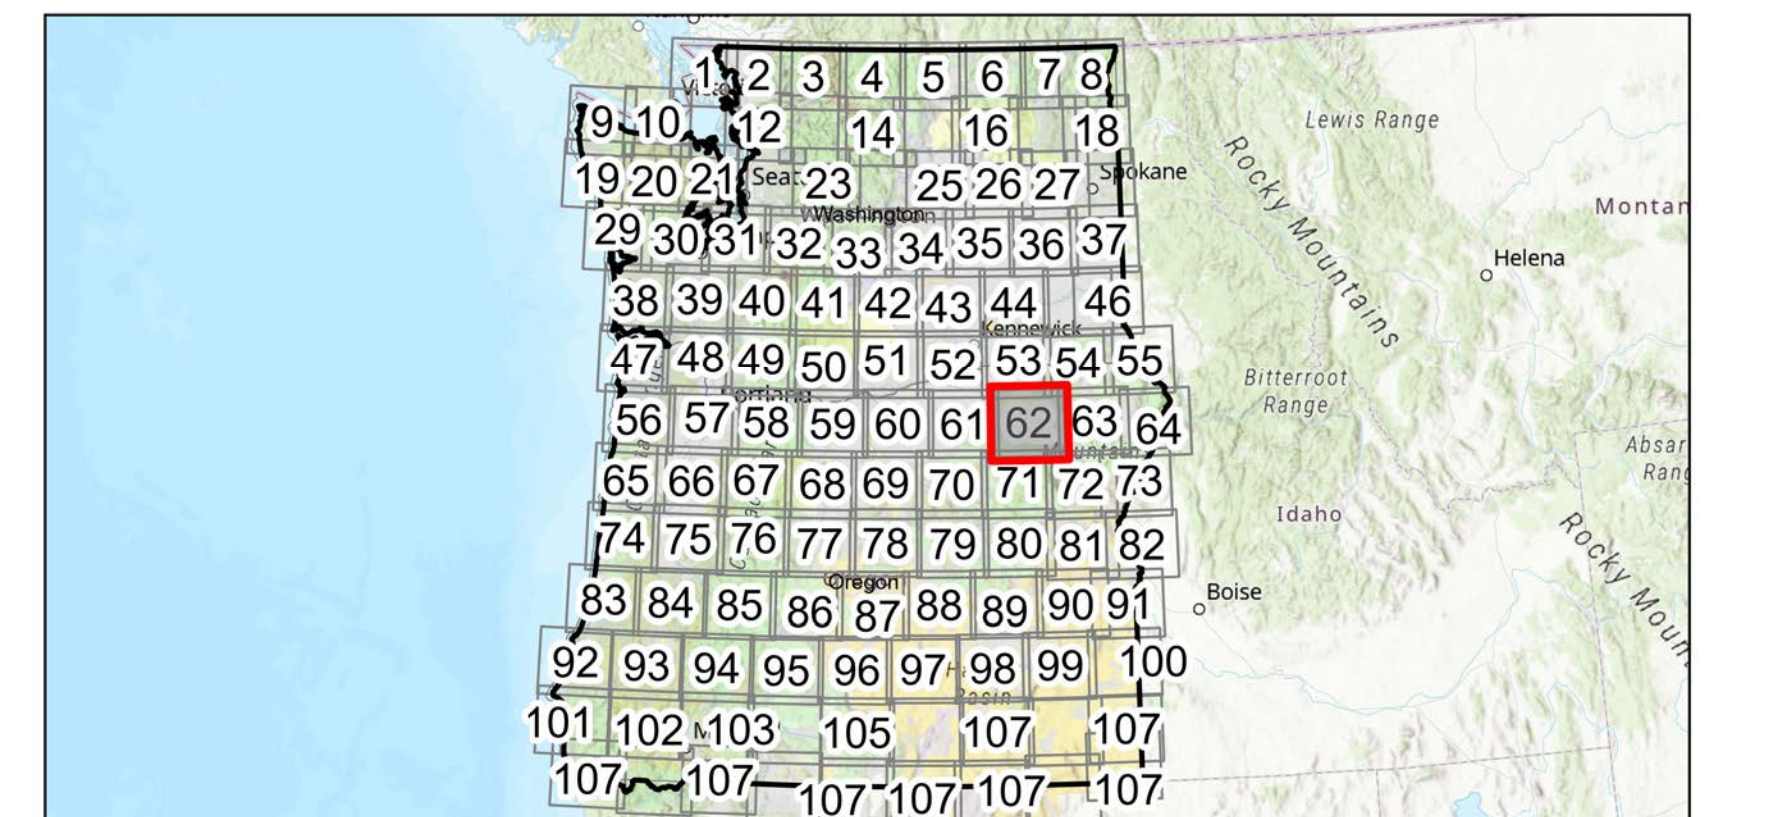 1 2 3 4 5 6 7 8
Lewis Range
9 10 12 14 16 18
Rocky Mountains
19 20 21 Seat 23 25 26 27 Spokane
Montan
Washington
29 30 31 32 33 34 35 36 37
Helena
38 39 40 41 42 43 44 46
Kennewick
47 48 49 50 51 52 53 54 55
Bitterroot
Range
Portland
56 57 58 59 60 61 62 63 64
Mountain
Absar
Rang
65 66 67 68 69 70 71 72 73
Idaho
Rocky Moun
74 75 76 77 78 79 80 81 82
Oregon
83 84 85 86 87 88 89 90 91
Boise
92 93 94 95 96 97 98 99 100
Basin
101 102 103 105 107 107
107 107 107 107 107 107